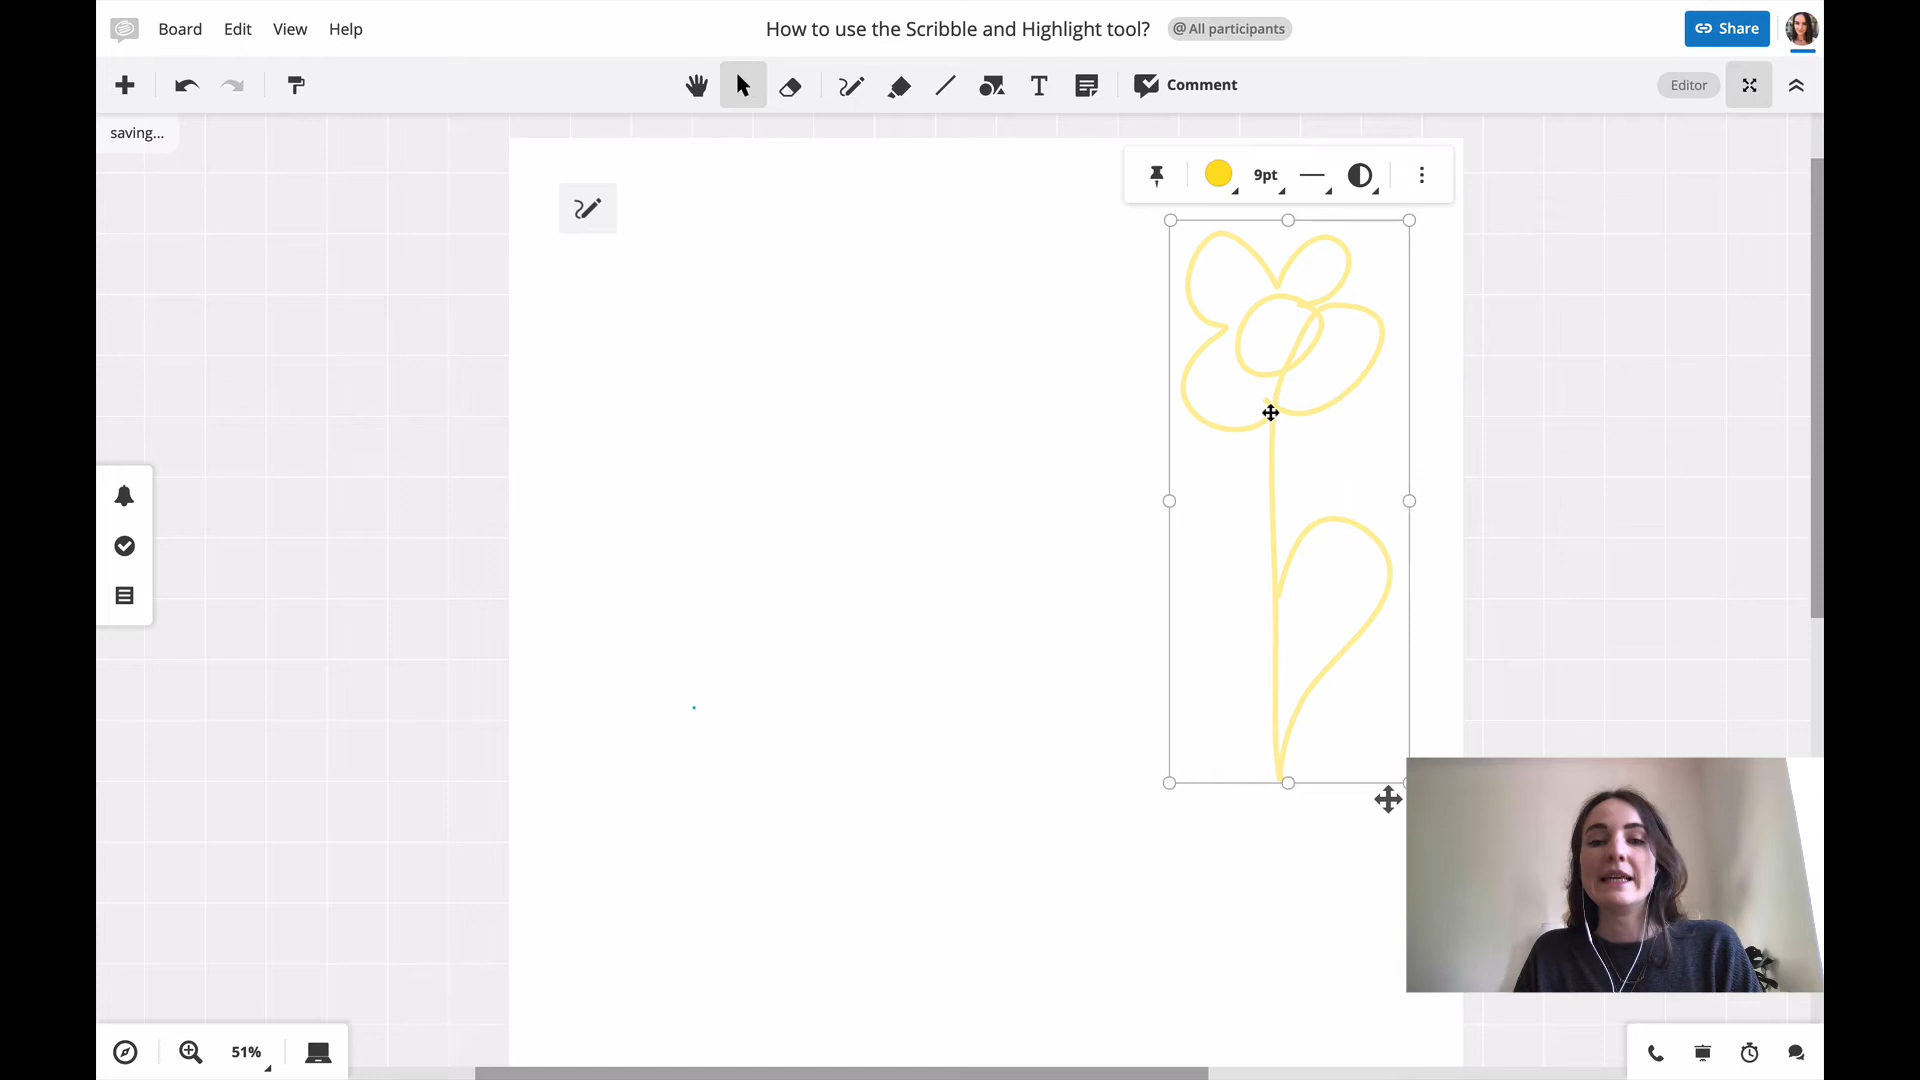 Board Edit View Help
How to use the Scribble and Highlight tool? @ All participants
Share
T Comment
Editor
saving...
9pt
51%